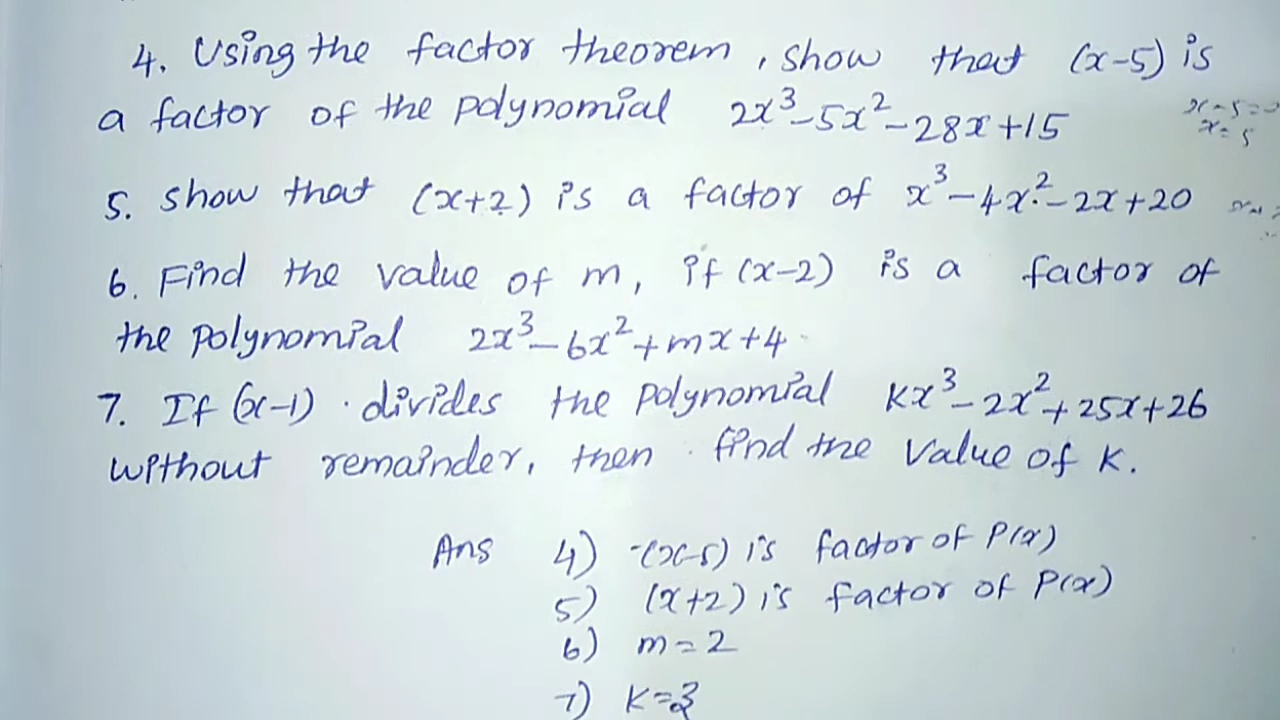 4. Using the factor theorem, show that (x-5) is
a factor of the polynomial 2x³-5x²-28x+15
x-5=
x=5
5. show that (x+2) is a factor of x³-4x²-2x+20
6. Find the value of m, if (x-2) is a factor of
the polynomial 2x³-6x²+mx+4
7. If (x-1) divides the polynomial Kx³-2x²+25x+26
without remainder, then find the value of K.
Ans 4) (x-5) is factor of P(x)
5) (x+2) is factor of P(x)
6) m=2
7) K=